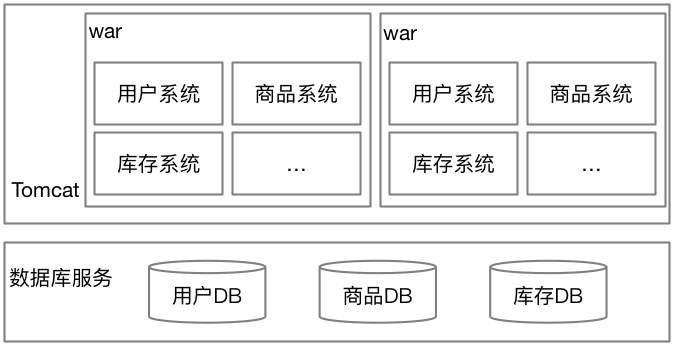 war
用户系统
商品系统
库存系统
...
war
用户系统
商品系统
库存系统
...
Tomcat
数据库服务
用户DB
商品DB
库存DB